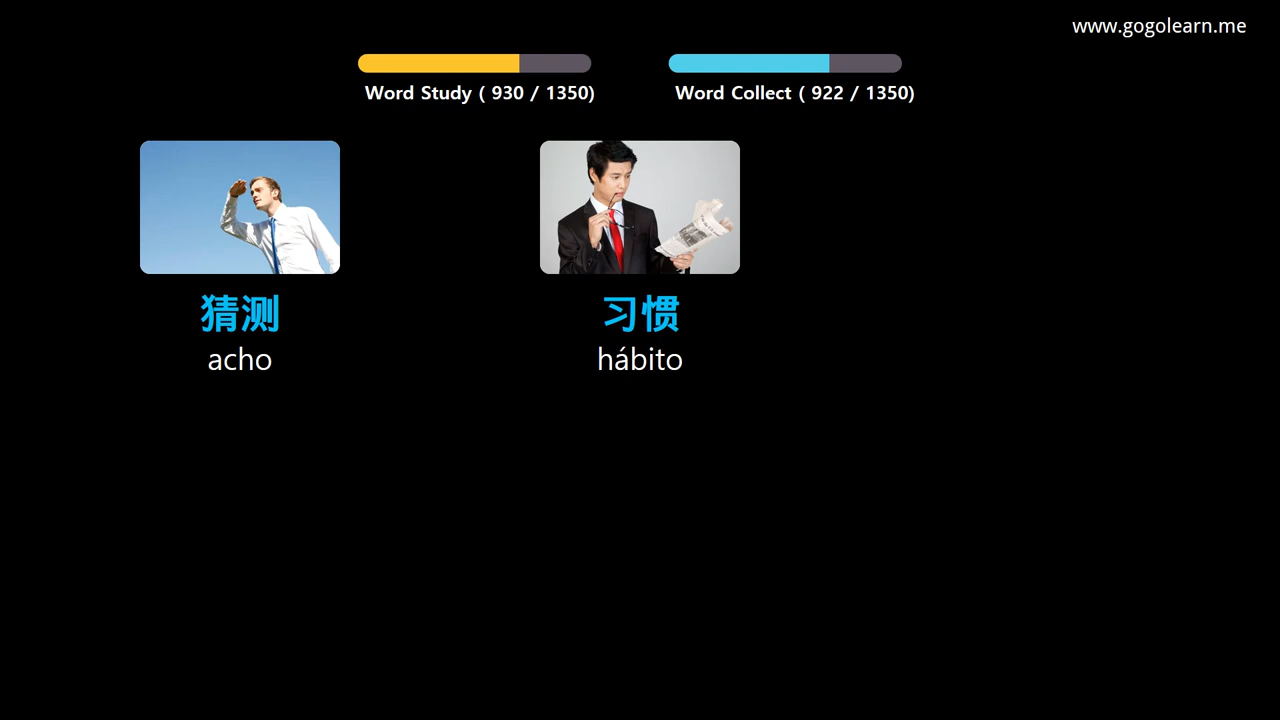 www.gogolearn.me
Word Study ( 930 / 1350)
Word Collect ( 922 / 1350)
猜测
acho
习惯
hábito